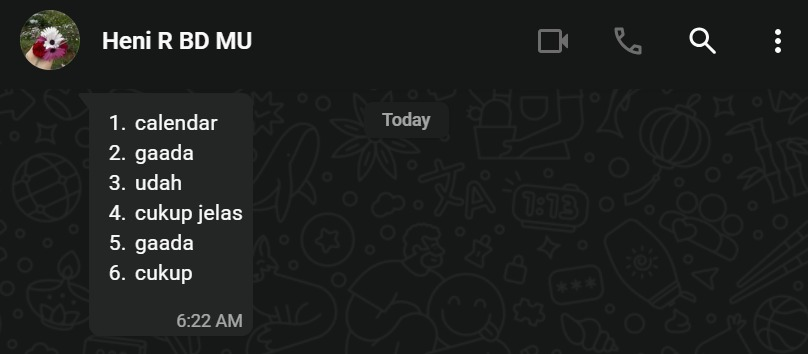 Heni R BD MU
Today
1. calendar
2. gaada
3. udah
4. cukup jelas
5. gaada
6. cukup
6:22 AM